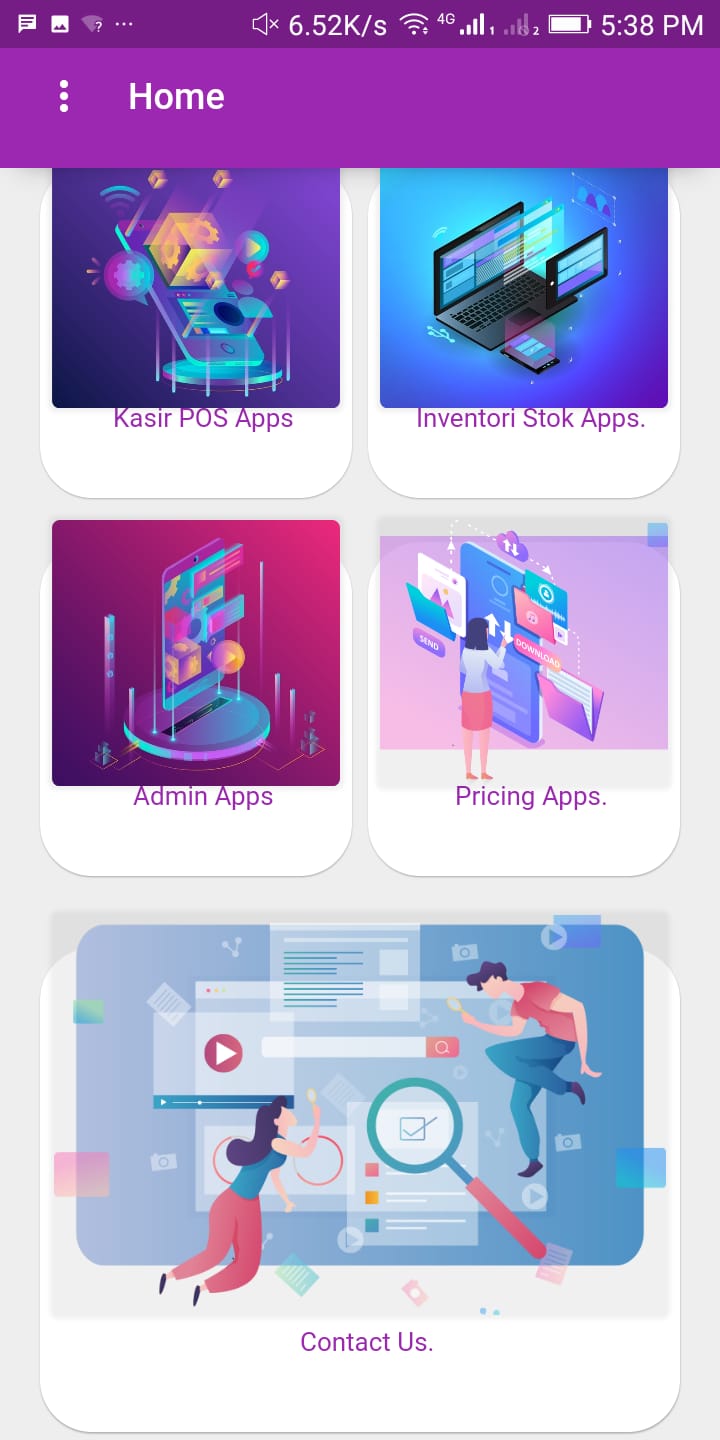 6.52K/s 4G 1 2 5:38 PM
Home
Kasir POS Apps
Inventori Stok Apps.
SEND
DOWNLOAD
Admin Apps
Pricing Apps.
Contact Us.